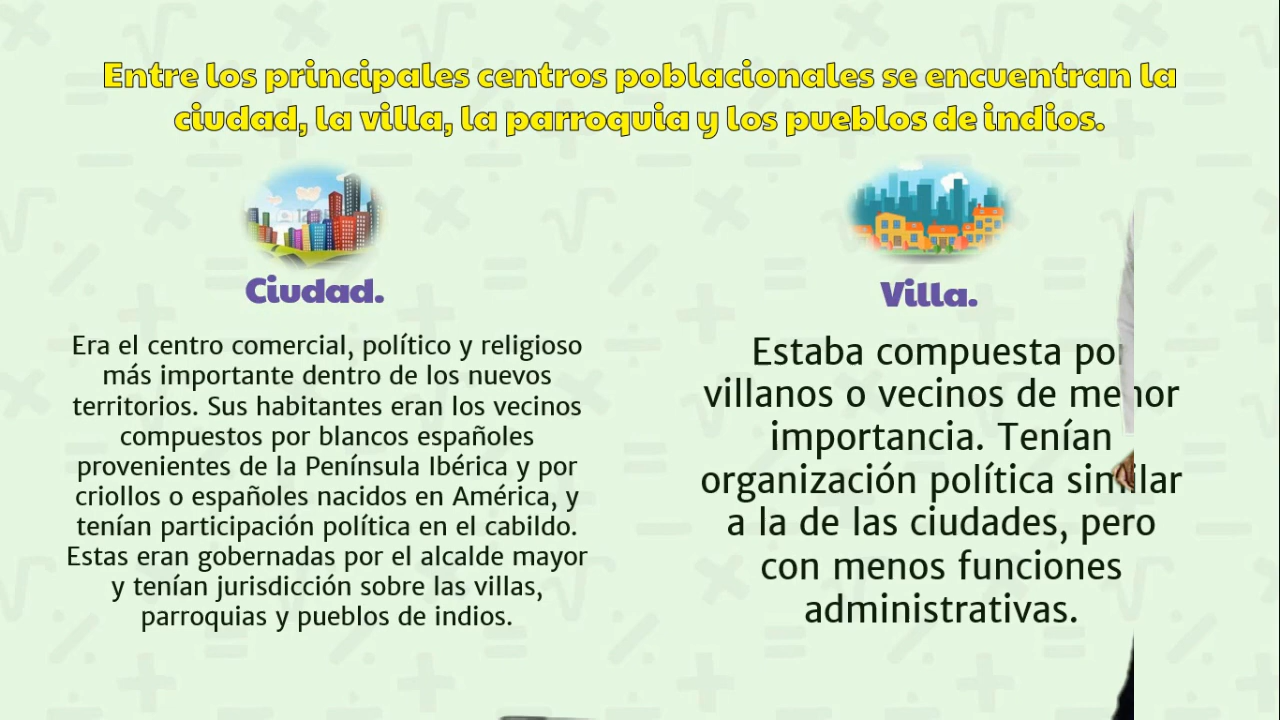 Entre los principales centros poblacionales se encuentran la
ciudad, la villa, la parroquia y los pueblos de indios.
Ciudad.
Era el centro comercial, político y religioso
más importante dentro de los nuevos
territorios. Sus habitantes eran los vecinos
compuestos por blancos españoles
provenientes de la Península Ibérica y por
criollos o españoles nacidos en América, y
tenían participación política en el cabildo.
Estas eran gobernadas por el alcalde mayor
y tenían jurisdicción sobre las villas,
parroquias y pueblos de indios.
Villa.
Estaba compuesta por
villanos o vecinos de menor
importancia. Tenían
organización política similar
a la de las ciudades, pero
con menos funciones
administrativas.